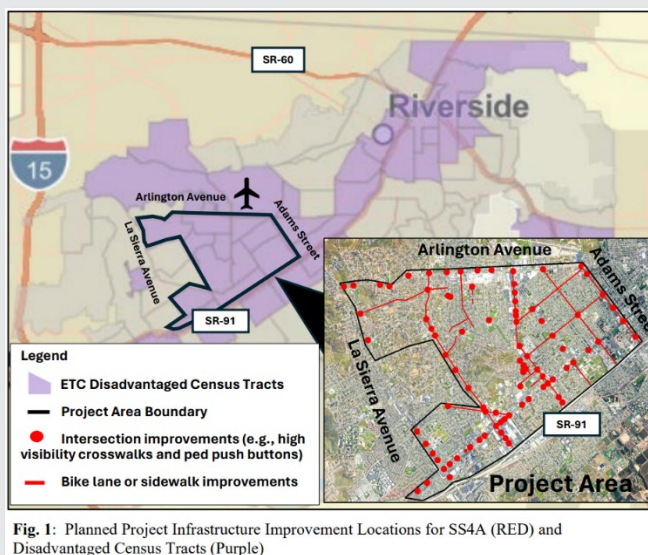 SR-60
Riverside
15
Arlington Avenue
La Sierra Avenue
Adams Street
SR-91
Legend
ETC Disadvantaged Census Tracts
Project Area Boundary
Intersection improvements (e.g., high
visibility crosswalks and ped push buttons)
Bike lane or sidewalk improvements
Arlington Avenue
Adams Street
La Sierra Avenue
SR-91
Project Area
Fig. 1: Planned Project Infrastructure Improvement Locations for SS4A (RED) and
Disadvantaged Census Tracts (Purple)